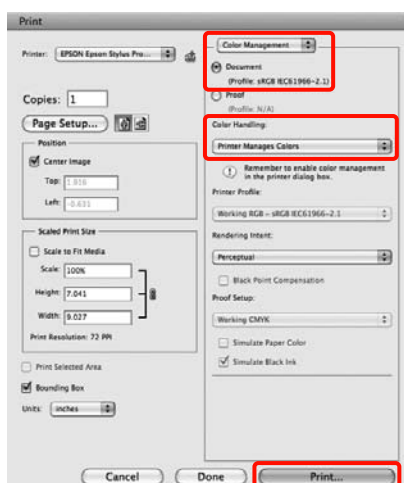 Print
Printer: EPSON Epson Stylus Pro...
Copies: 1
Page Setup...
Position
Center Image
Top: 1.916
Left: -0.631
Scaled Print Size
Scale to Fit Media
Scale: 100%
Height: 7.041
Width: 9.027
Print Resolution: 72 PPI
Print Selected Area
Bounding Box
Units: inches
Color Management
Document
(Profile: sRGB IEC61966-2.1)
Proof
(Profile: N/A)
Color Handling:
Printer Manages Colors
Remember to enable color management
in the printer dialog box.
Printer Profile:
Working RGB - sRGB IEC61966-2.1
Rendering Intent:
Perceptual
Black Point Compensation
Proof Setup:
Working CMYK
Simulate Paper Color
Simulate Black Ink
Cancel
Done
Print...